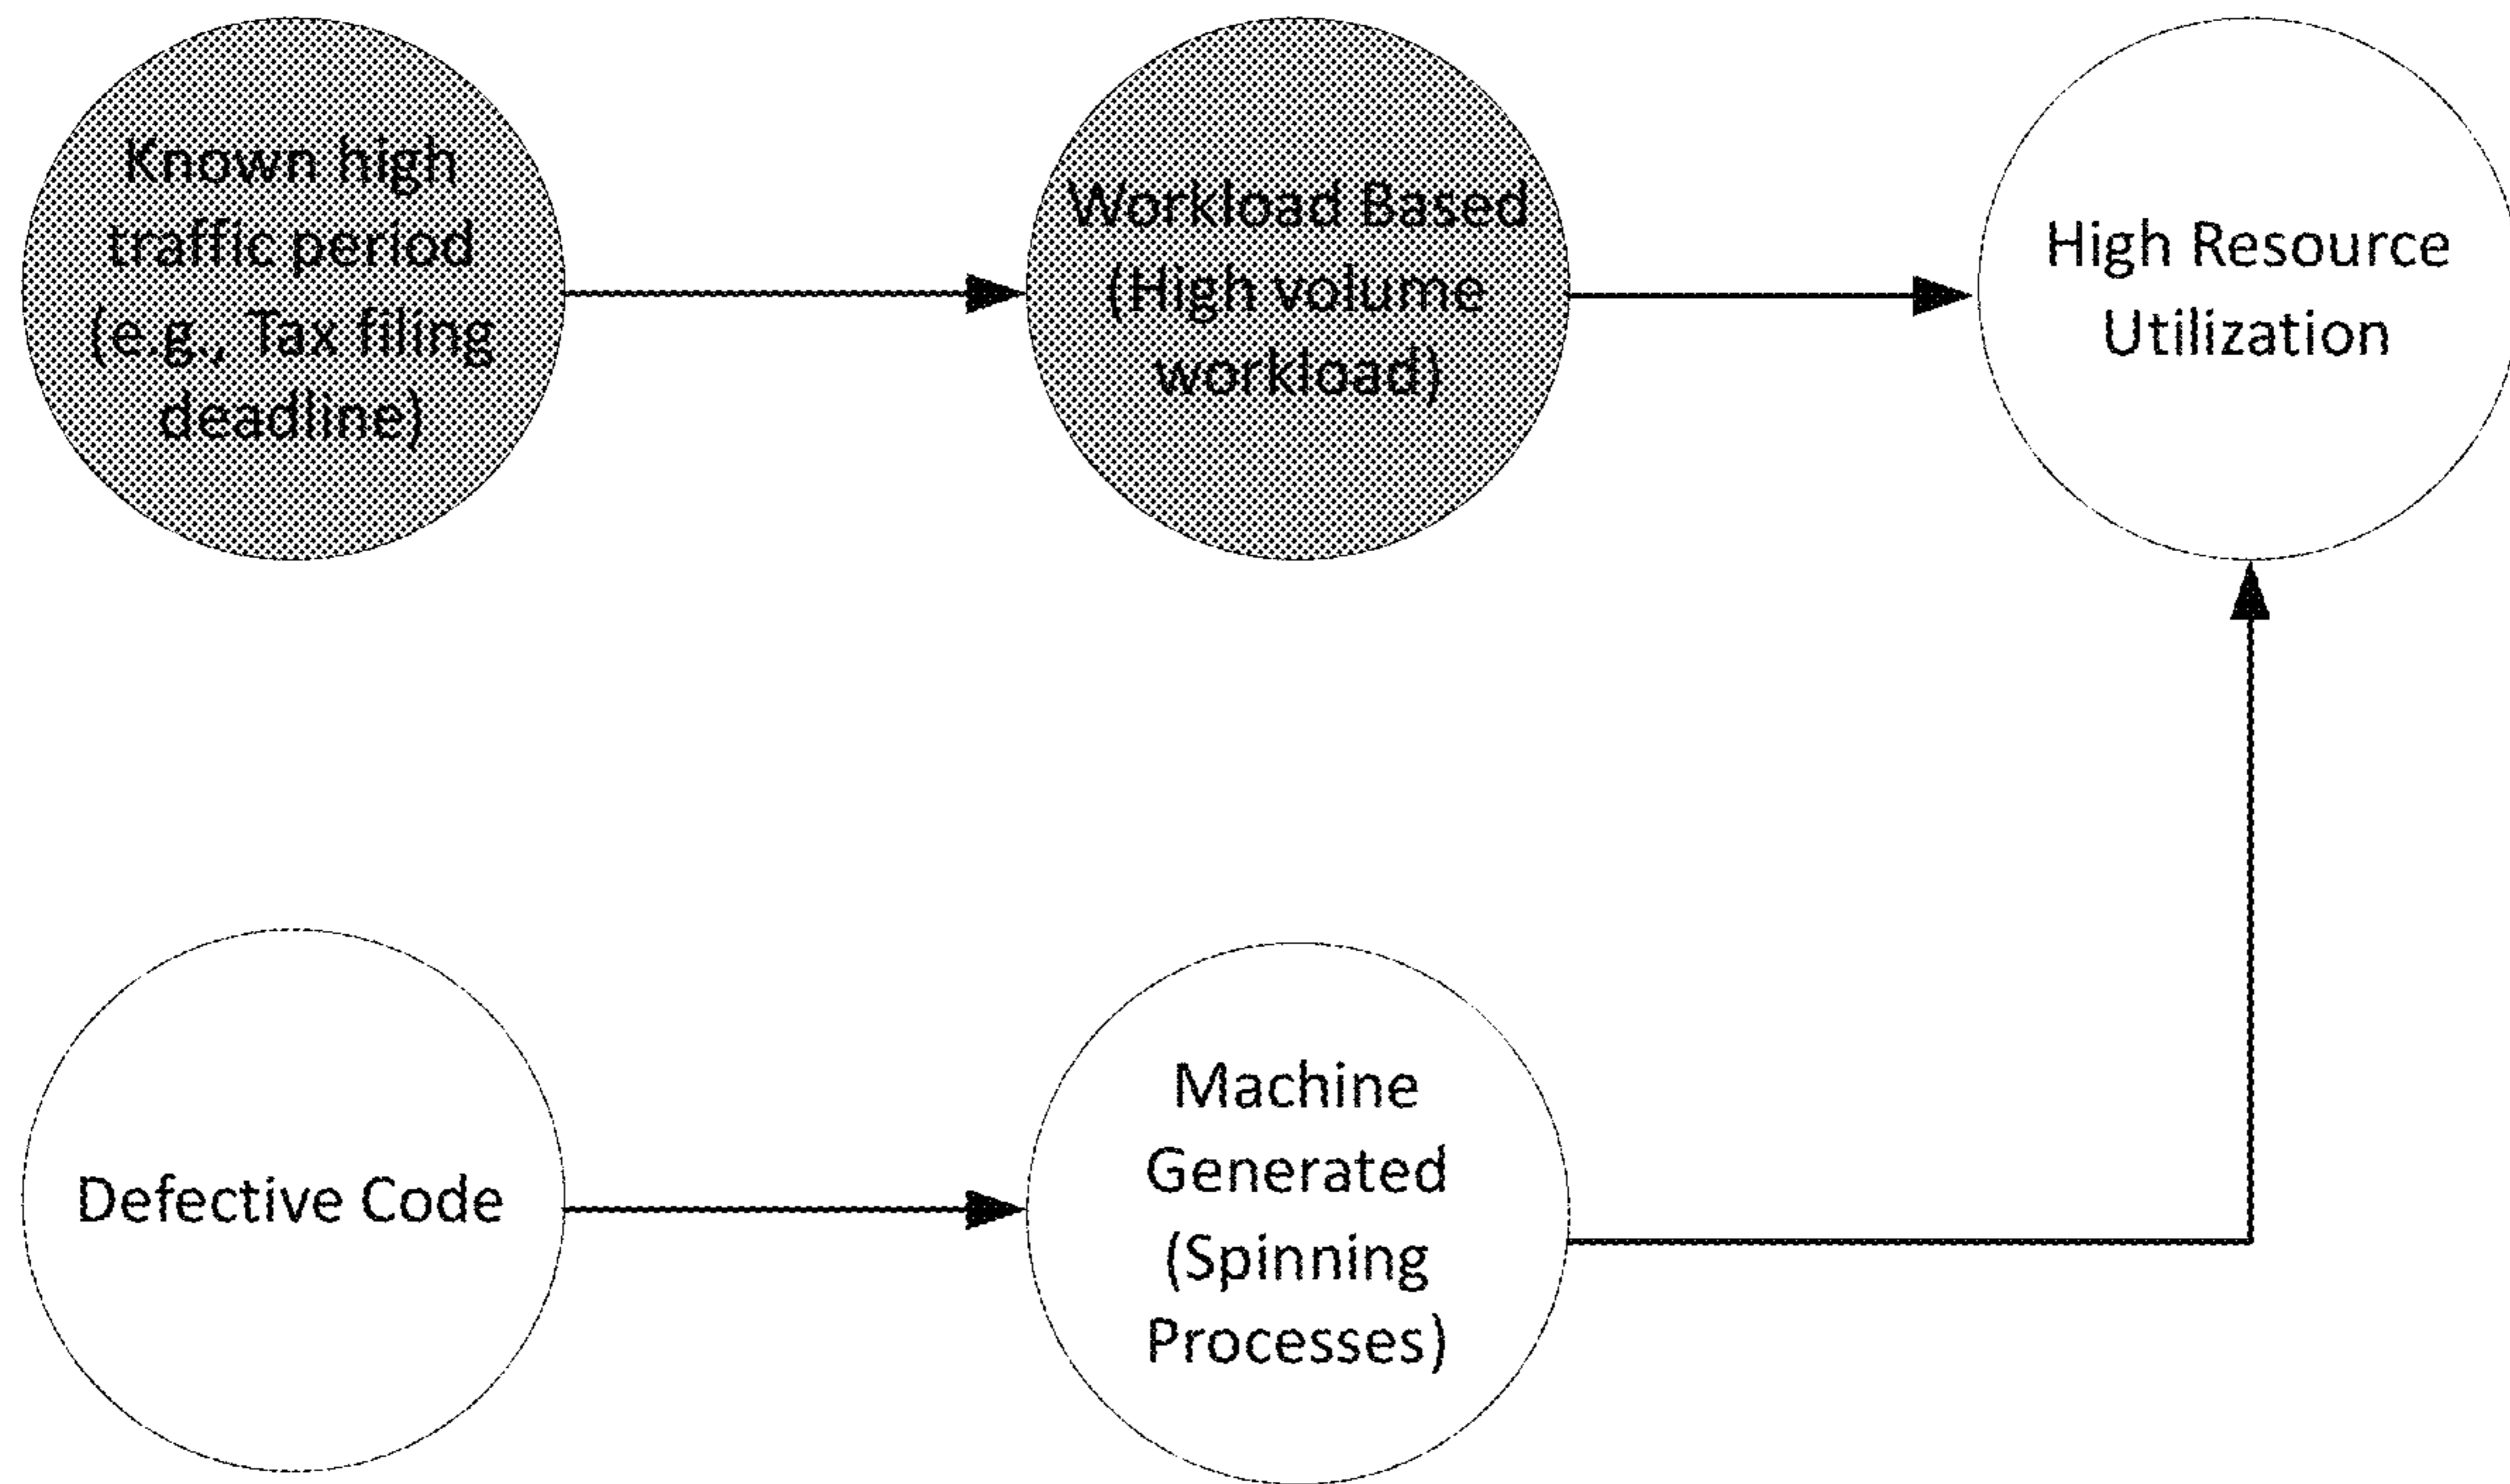 Known high
traffic period
(e.g., Tax filing
deadline)
Workload Based
(High volume
workload)
High Resource
Utilization
Defective Code
Machine
Generated
(Spinning
Processes)